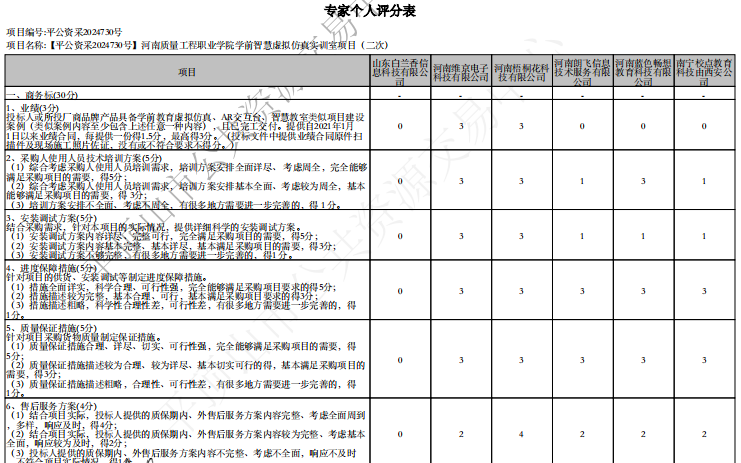 专家个人评分表
项目编号:平公资采2024730号
项目名称:【平公资采2024730号】河南质量工程职业学院学前智慧虚拟仿真实训室项目（二次）
项目 山东白兰香信息科技有限公司 河南维京电子科技有限公司 河南梧桐花科技有限公司 河南朗飞信息技术服务有限公司 河南蓝色畅想教育科技有限公司 南宁校点教育科技由西安公司
一、商务标(30分) - - - - - -
1、业绩(3分)
投标人或所投厂商品牌产品具备学前教育虚拟仿真、AR交互台、智慧教室类似项目建设
案例（类似案例内容至少包含上述任意一种内容），且已完工交付。提供自2021年1月
1日以来业绩合同，每提供一份得1.5分，最高得3分。（投标文件中提供业绩合同原件扫
描件及现场施工照片佐证，没有或不符合要求不得分。）
0 3 3 0 0 0
2、采购人使用人员技术培训方案(5分)
（1）综合考虑采购人使用人员培训需求，培训方案安排全面详尽、 考虑周全，完全能够
满足采购项目的需要，得5分；
（2）综合考虑采购人使用人员培训需求，培训方案安排基本全面、考虑较为周全，基本
能够满足采购项目的需要，得 3分；
（3）培训方案安排不全面、考虑不周全，有很多地方需要进一步完善的，得 1 分。
0 3 3 1 3 1
3、安装调试方案(5分)
结合采购需求，针对本项目的实际情况，提供详细科学的安装调试方案。
（1）安装调试方案内容详尽、完整可行，完全满足采购项目的需要，得5分；
（2）安装调试方案内容基本完整、基本详尽，基本满足采购项目的需要，得3分；
（3）安装调试方案不够完整、有很多地方需要进一步完善的，得1分。
0 3 3 1 1 1
4、进度保障措施(5分)
针对项目的供货、安装调试等制定进度保障措施。
（1）措施全面详实，科学合理、可行性强，完全能够满足采购项目要求的得5分；
（2）措施描述较为完整，基本合理、可行，基本满足采购项目要求的得3分；
（3）措施描述粗略，科学性合理性差，可行性差，有很多地方需要进一步完善的，得
1分。
0 3 3 3 3 3
5、质量保证措施(5分)
针对项目采购货物质量制定保证措施。
（1）质量保证措施合理、详尽、切实、可行性强，完全能够满足采购项目的需要，得
5分；
（2）质量保证措施描述较为合理、较为详尽、基本切实可行的得，基本满足采购项目的
需要，得3分；
（3）质量保证措施描述粗略，合理性、可行性差，有很多地方需要进一步完善的，得
1分。
0 3 3 3 3 3
6、售后服务方案(4分)
（1）结合项目实际，投标人提供的质保期内、外售后服务方案内容完整、考虑全面周到
，多样，响应及时，得4分；
（2）结合项目实际，投标人提供的质保期内、外售后服务方案内容较为完整、考虑基本
全面，响应较为及时，得2分；
（3）投标人提供的质保期内、外售后服务方案内容不完整、考虑不全面，响应不及时
，不符合项目实际情况，得1分。
0 2 4 2 2 2